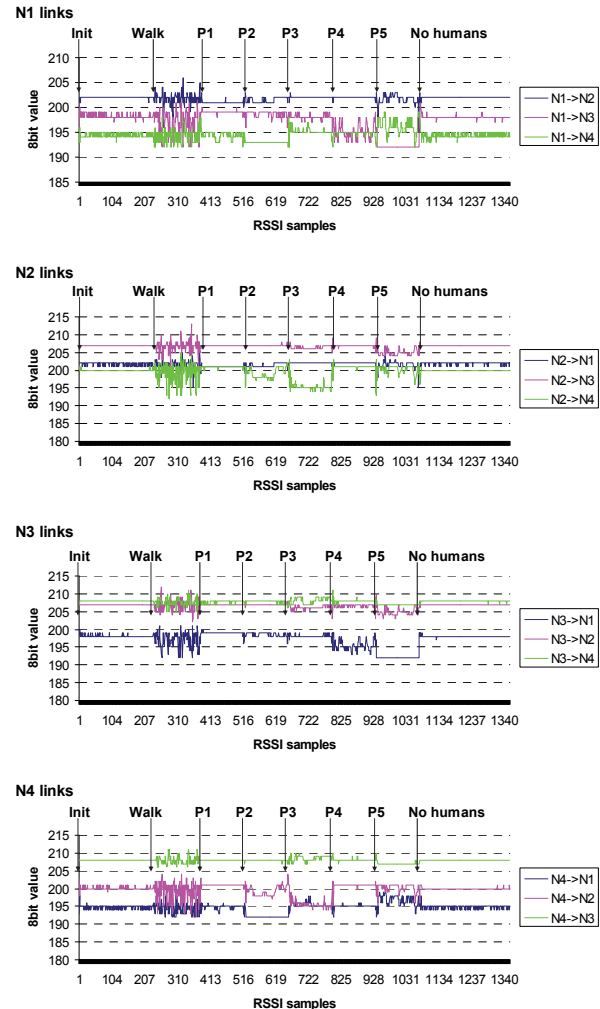 N1 links
Init Walk P1 P2 P3 P4 P5 No humans
210
205
200
195
190
185
8bit value
1 104 207 310 413 516 619 722 825 928 1031 1134 1237 1340
RSSI samples
N1->N2
N1->N3
N1->N4
N2 links
Init Walk P1 P2 P3 P4 P5 No humans
215
210
205
200
195
190
185
180
8bit value
1 104 207 310 413 516 619 722 825 928 1031 1134 1237 1340
RSSI samples
N2->N1
N2->N3
N2->N4
N3 links
Init Walk P1 P2 P3 P4 P5 No humans
215
210
205
200
195
190
185
180
8bit value
1 104 207 310 413 516 619 722 825 928 1031 1134 1237 1340
RSSI samples
N3->N1
N3->N2
N3->N4
N4 links
Init Walk P1 P2 P3 P4 P5 No humans
215
210
205
200
195
190
185
180
8bit value
1 104 207 310 413 516 619 722 825 928 1031 1134 1237 1340
RSSI samples
N4->N1
N4->N2
N4->N3